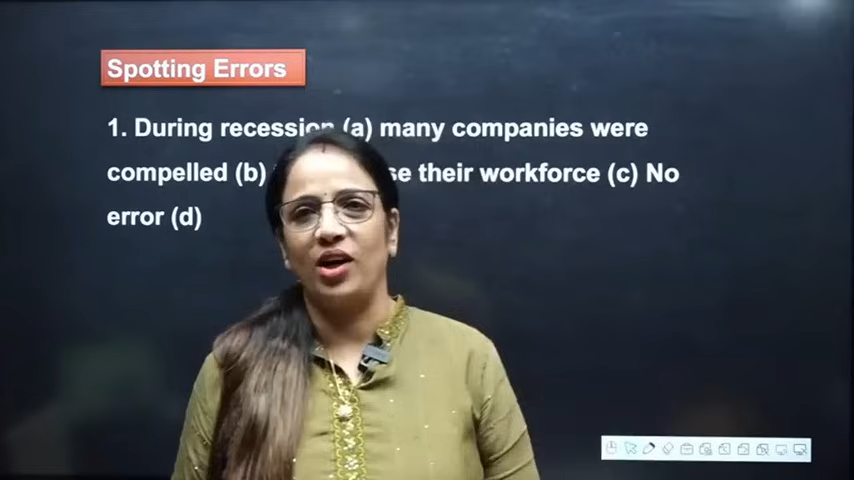 Spotting Errors
1. During recession (a) many companies were
compelled (b) their workforce (c) No
error (d)